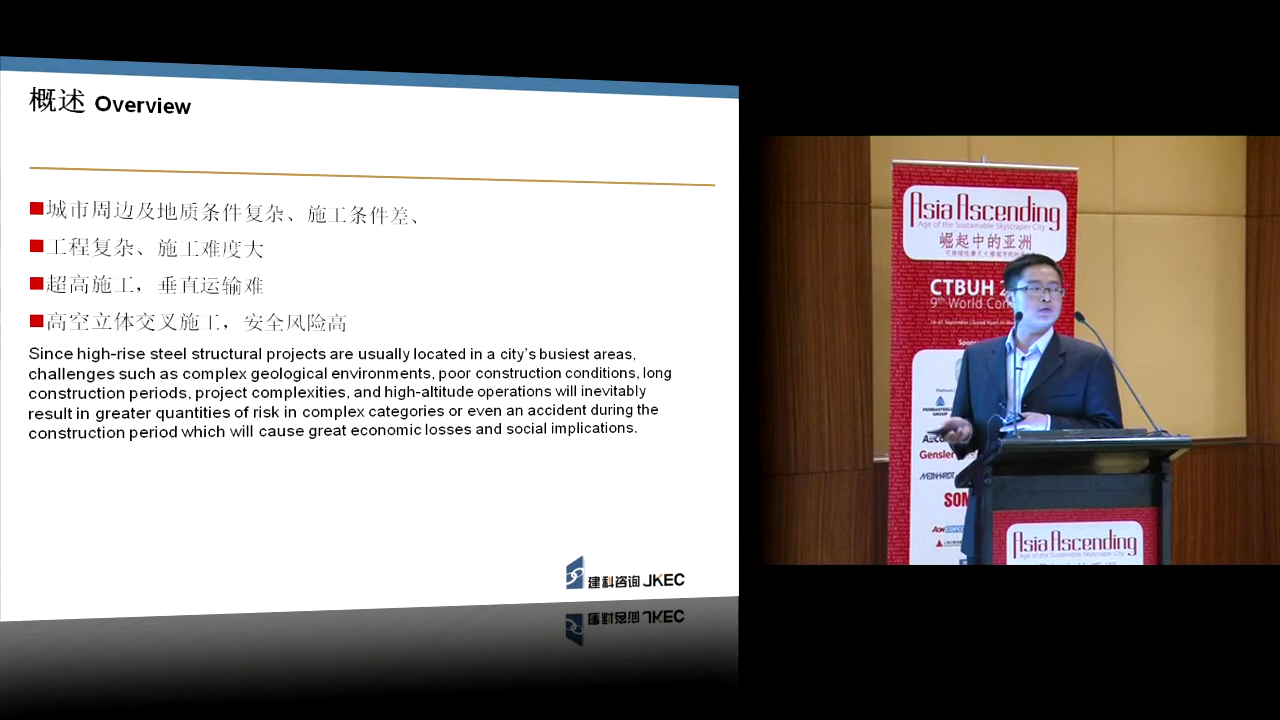 概述 Overview
城市周边及地质条件复杂、施工条件差、
工程复杂、施工难度大
超高施工，垂直运输难
高空立体交叉施工，安全风险高
Since high-rise steel structural projects are usually located in a city's busiest areas,
challenges such as complex geological environments, poor construction conditions, long
construction periods, project complexities, and high-altitude operations will inevitably
result in greater quantities of risk in complex categories or even an accident during the
construction period which will cause great economic losses and social implications.
建科咨询 JKEC
Asia Ascending
Age of the Sustainable Skyscraper City
崛起中的亚洲
CTBUH 2
9th World Con
Spons
PERMASTEELISA
GROUP
Gensler
MEINHARDT
SOM
Asia Ascending
Age of the Sustainable Skyscraper City